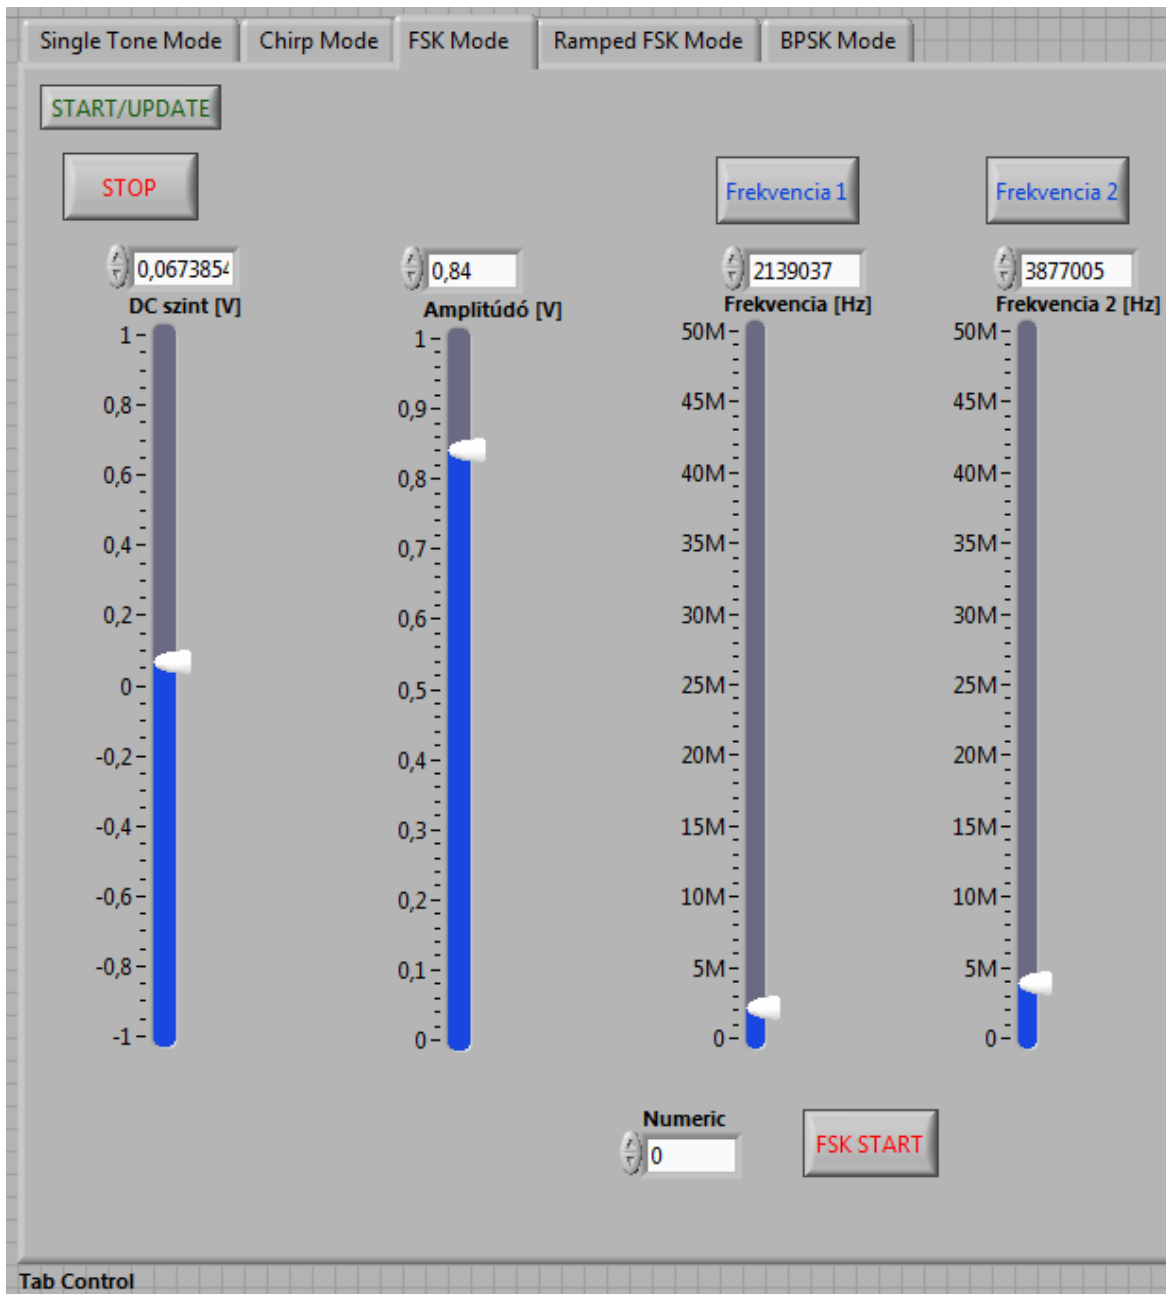 Single Tone Mode Chirp Mode FSK Mode Ramped FSK Mode BPSK Mode
START/UPDATE
STOP Frekvencia 1 Frekvencia 2
0,0673854 0,84 2139037 3877005
DC szint [V] Amplitúdó [V] Frekvencia [Hz] Frekvencia 2 [Hz]
1 1 50M 50M
0,8 0,9 45M 45M
0,6 0,8 40M 40M
0,4 0,7 35M 35M
0,2 0,6 30M 30M
0 0,5 25M 25M
-0,2 0,4 20M 20M
-0,4 0,3 15M 15M
-0,6 0,2 10M 10M
-0,8 0,1 5M 5M
-1 0 0 0
Numeric
0 FSK START
Tab Control